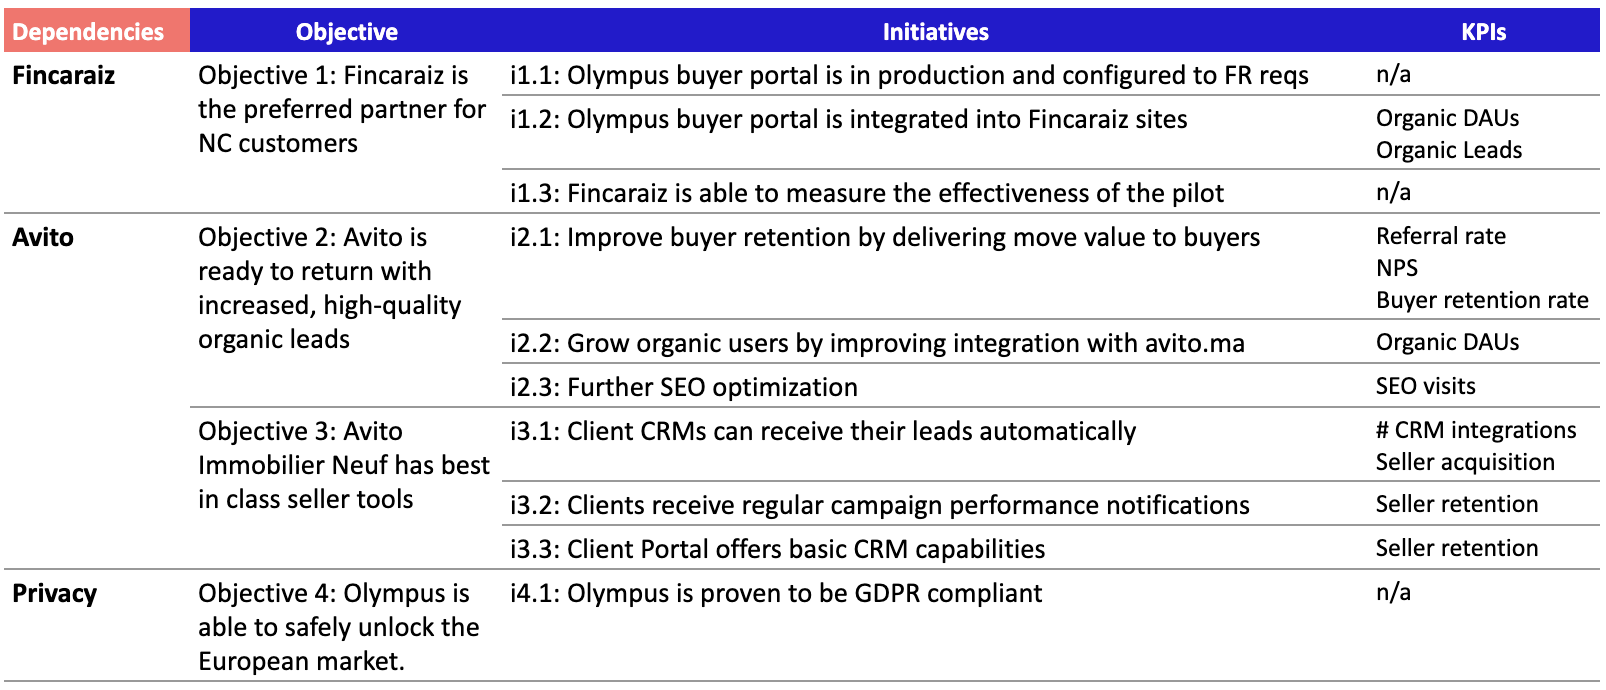 Dependencies Objective Initiatives KPIs
Fincaraiz Objective 1: Fincaraiz is i1.1: Olympus buyer portal is in production and configured to FR reqs n/a
the preferred partner for i1.2: Olympus buyer portal is integrated into Fincaraiz sites Organic DAUs
NC customers Organic Leads
i1.3: Fincaraiz is able to measure the effectiveness of the pilot n/a
Avito Objective 2: Avito is i2.1: Improve buyer retention by delivering move value to buyers Referral rate
ready to return with NPS
increased, high-quality Buyer retention rate
organic leads i2.2: Grow organic users by improving integration with avito.ma Organic DAUs
i2.3: Further SEO optimization SEO visits
Objective 3: Avito i3.1: Client CRMs can receive their leads automatically # CRM integrations
Immobilier Neuf has best Seller acquisition
in class seller tools i3.2: Clients receive regular campaign performance notifications Seller retention
i3.3: Client Portal offers basic CRM capabilities Seller retention
Privacy Objective 4: Olympus is i4.1: Olympus is proven to be GDPR compliant n/a
able to safely unlock the
European market.